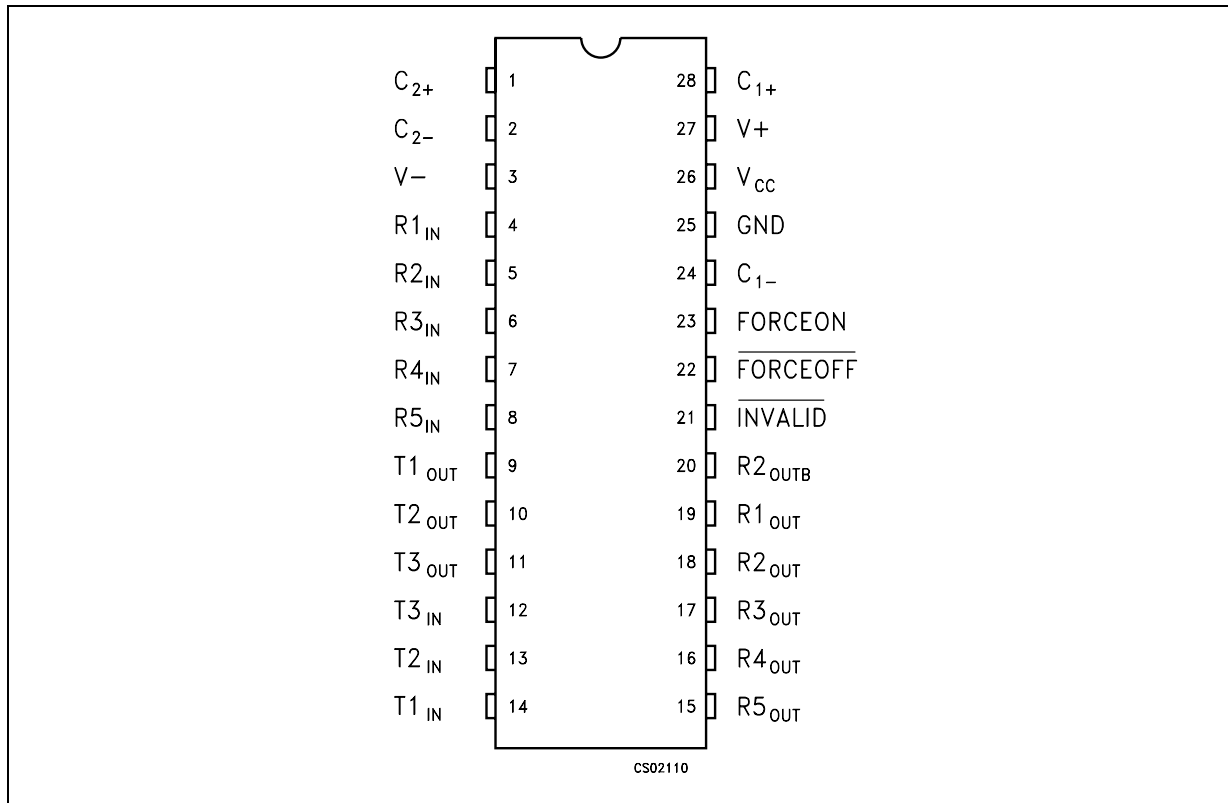 C2+ 1 28 C1+
C2- 2 27 V+
V- 3 26 VCC
R1IN 4 25 GND
R2IN 5 24 C1-
R3IN 6 23 FORCEON
R4IN 7 22 FORCEOFF
R5IN 8 21 INVALID
T1OUT 9 20 R2OUTB
T2OUT 10 19 R1OUT
T3OUT 11 18 R2OUT
T3IN 12 17 R3OUT
T2IN 13 16 R4OUT
T1IN 14 15 R5OUT
CS02110